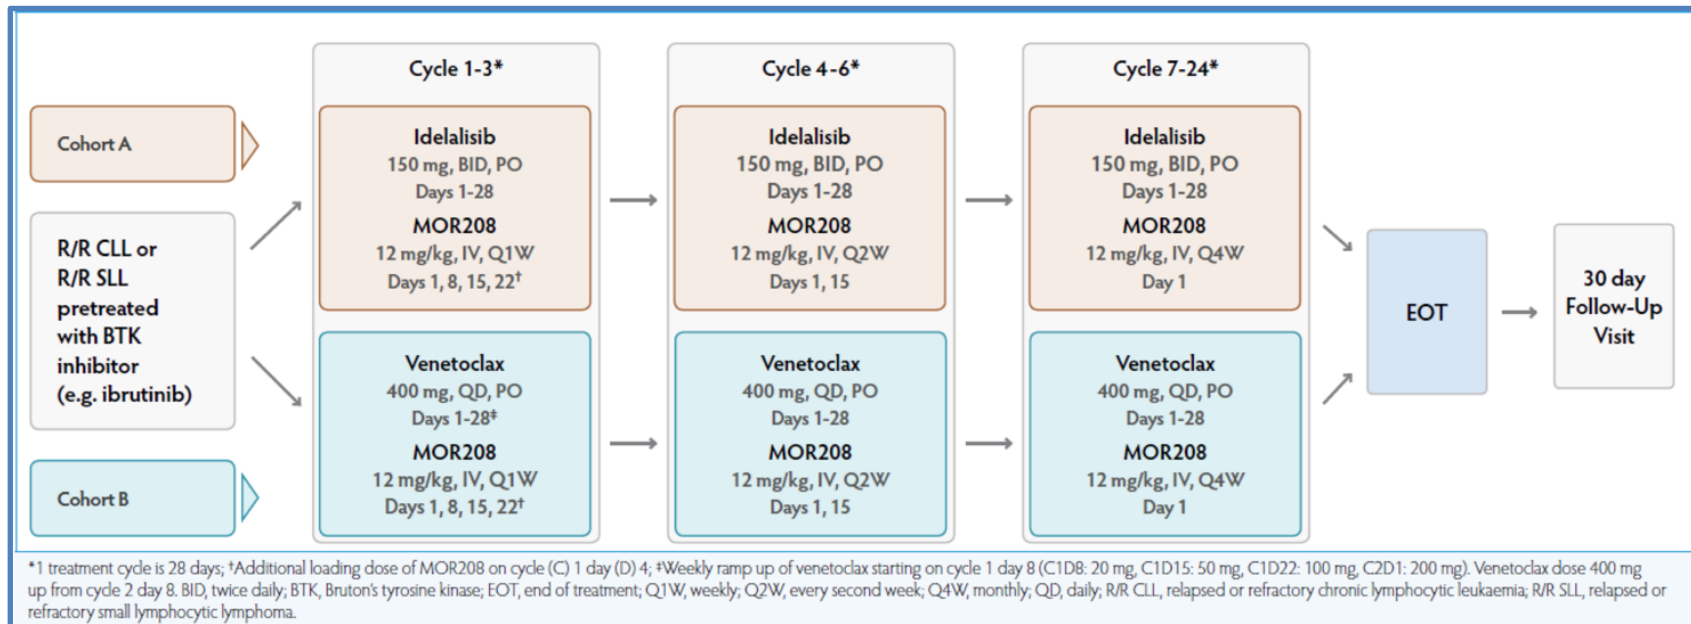 Cohort A
R/R CLL or
R/R SLL
pretreated
with BTK
inhibitor
(e.g. ibrutinib)
Cohort B
Cycle 1-3*
Idelalisib
150 mg, BID, PO
Days 1-28
MOR208
12 mg/kg, IV, Q1W
Days 1, 8, 15, 22†
Venetoclax
400 mg, QD, PO
Days 1-28‡
MOR208
12 mg/kg, IV, Q1W
Days 1, 8, 15, 22†
Cycle 4-6*
Idelalisib
150 mg, BID, PO
Days 1-28
MOR208
12 mg/kg, IV, Q2W
Days 1, 15
Venetoclax
400 mg, QD, PO
Days 1-28
MOR208
12 mg/kg, IV, Q2W
Days 1, 15
Cycle 7-24*
Idelalisib
150 mg, BID, PO
Days 1-28
MOR208
12 mg/kg, IV, Q4W
Day 1
Venetoclax
400 mg, QD, PO
Days 1-28
MOR208
12 mg/kg, IV, Q4W
Day 1
EOT
30 day
Follow-Up
Visit
*1 treatment cycle is 28 days; †Additional loading dose of MOR208 on cycle (C) 1 day (D) 4; ‡Weekly ramp up of venetoclax starting on cycle 1 day 8 (C1D8: 20 mg, C1D15: 50 mg, C1D22: 100 mg, C2D1: 200 mg). Venetoclax dose 400 mg
up from cycle 2 day 8. BID, twice daily; BTK, Bruton's tyrosine kinase; EOT, end of treatment; Q1W, weekly; Q2W, every second week; Q4W, monthly; QD, daily; R/R CLL, relapsed or refractory chronic lymphocytic leukaemia; R/R SLL, relapsed or
refractory small lymphocytic lymphoma.